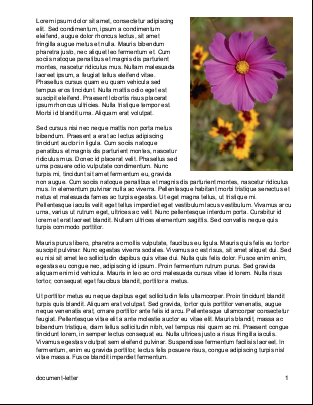 Lorem ipsum dolor sit amet, consectetur adipiscing
elit. Sed condimentum, ipsum a condimentum
eleifend, augue dolor rhoncus lectus, sit amet
fringilla augue metus et nulla. Mauris bibendum
pharetra justo, nec aliquet leo fermentum et. Cum
sociis natoque penatibus et magnis dis parturient
montes, nascetur ridiculus mus. Nullam malesuada
laoreet ipsum, a feugiat tellus eleifend vitae.
Phasellus cursus quam eu quam vehicula sed
tempus eros tincidunt. Nulla mattis odio eget est
suscipit eleifend. Praesent lobortis risus placerat
ipsum rhoncus ultricies. Nulla tristique tempor est.
Morbi id blandit urna. Aliquam erat volutpat.
Sed cursus nisi nec neque mattis non porta metus
bibendum. Praesent a erat ac lectus adipiscing
tincidunt auctor in ligula. Cum sociis natoque
penatibus et magnis dis parturient montes, nascetur
ridiculus mus. Donec id placerat velit. Phasellus sed
urna posuere odio vulputate condimentum. Nunc
turpis mi, tincidunt sit amet fermentum eu, gravida
non augue. Cum sociis natoque penatibus et magnis dis parturient montes, nascetur ridiculus
mus. In elementum pulvinar nulla ac viverra. Pellentesque habitant morbi tristique senectus et
netus et malesuada fames ac turpis egestas. Ut eget magna tellus, ut tristique mi.
Pellentesque iaculis velit eget tellus imperdiet eget vestibulum lacus vestibulum. Vivamus arcu
urna, varius ut rutrum eget, ultrices ac velit. Nunc pellentesque interdum porta. Curabitur id
lorem et erat laoreet blandit. Nullam ultrices elementum sagittis. Sed convallis neque quis
turpis commodo porttitor.
Mauris purus libero, pharetra ac mollis vulputate, faucibus eu ligula. Mauris felis eu tortor
suscipit pulvinar. Nunc egestas viverra sodales. Vivamus ac est risus, sit amet aliquet dui. Sed
eu nisi sit amet leo sollicitudin dapibus quis vitae dui. Nulla quis felis dolor. Fusce enim enim,
egestas eu congue nec, adipiscing id ipsum. Proin fermentum rutrum purus. Sed gravida
aliquam enim id vehicula. Mauris in leo ac orci malesuada cursus vitae id lorem. Nulla risus
tortor, consequat eget faucibus blandit, porttitor a metus.
Ut porttitor metus eu neque dapibus eget sollicitudin felis ullamcorper. Proin tincidunt blandit
turpis quis blandit. Aliquam erat volutpat. Sed gravida, tortor quis porttitor venenatis, augue
neque venenatis erat, ornare porttitor ante felis id arcu. Pellentesque ullamcorper consectetur
feugiat. Pellentesque vitae elit a ante molestie auctor eu vitae elit. Mauris blandit, massa ac
bibendum tristique, diam tellus sollicitudin nibh, vel tempus nisi quam ac mi. Praesent congue
tincidunt lorem, in semper lectus consequat eu. Nulla ultrices justo a risus fringilla iaculis.
Vivamus egestas volutpat sem eleifend pulvinar. Suspendisse fermentum facilisis laoreet. In
fermentum, enim eu gravida porttitor, lectus felis posuere risus, congue adipiscing turpis nisl
vitae massa. Fusce blandit imperdiet fermentum.
document-letter 1